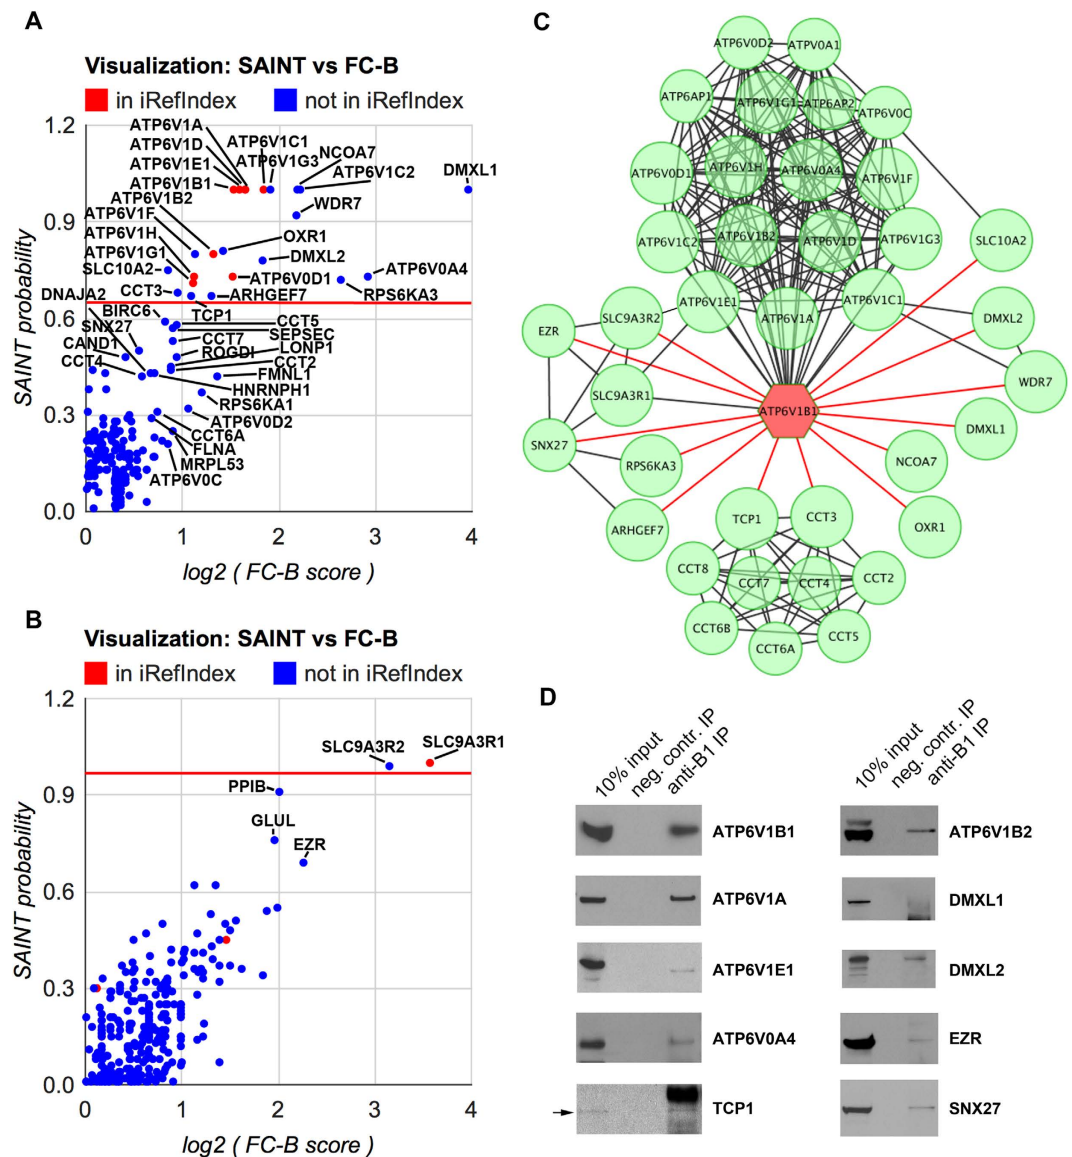 A
Visualization: SAINT vs FC-B
in iRefIndex
not in iRefIndex
1.2
0.9
0.6
0.3
0.0
SAINT probability
ATP6V1A
ATP6V1D
ATP6V1E1
ATP6V1B1
ATP6V1B2
ATP6V1F
ATP6V1H
ATP6V1G1
SLC10A2
CCT3
DNAJA2
ATP6V1C1
ATP6V1G3
NCOA7
ATP6V1C2
DMXL1
WDR7
OXR1
DMXL2
ATP6V0A4
ATP6V0D1
RPS6KA3
ARHGEF7
TCP1
BIRC6
SNX27
CAND1
CCT4
CCT5
SEPSEC
CCT7
ROGDI
LONP1
CCT2
FMNL1
HNRNPH1
RPS6KA1
ATP6V0D2
CCT6A
FLNA
MRPL53
ATP6V0C
0
1
2
3
4
log2 ( FC-B score )
B
Visualization: SAINT vs FC-B
in iRefIndex
not in iRefIndex
1.2
0.9
0.6
0.3
0.0
SAINT probability
SLC9A3R2
SLC9A3R1
PPIB
GLUL
EZR
0
1
2
3
4
log2 ( FC-B score )
C
ATP6V0D2
ATPV0A1
ATP6AP1
ATP6V1G1
ATP6AP2
ATP6V0C
ATP6V0D1
ATP6V1H
ATP6V0A4
ATP6V1F
ATP6V1C2
ATP6V1B2
ATP6V1D
ATP6V1G3
SLC10A2
ATP6V1E1
ATP6V1A
ATP6V1C1
EZR
SLC9A3R2
DMXL2
SLC9A3R1
ATP6V1B1
WDR7
SNX27
DMXL1
RPS6KA3
NCOA7
ARHGEF7
TCP1
CCT3
OXR1
CCT8
CCT7
CCT4
CCT2
CCT6B
CCT6A
CCT5
D
10% input
neg. contr. IP
anti-B1 IP
ATP6V1B1
ATP6V1A
ATP6V1E1
ATP6V0A4
TCP1
10% input
neg. contr. IP
anti-B1 IP
ATP6V1B2
DMXL1
DMXL2
EZR
SNX27